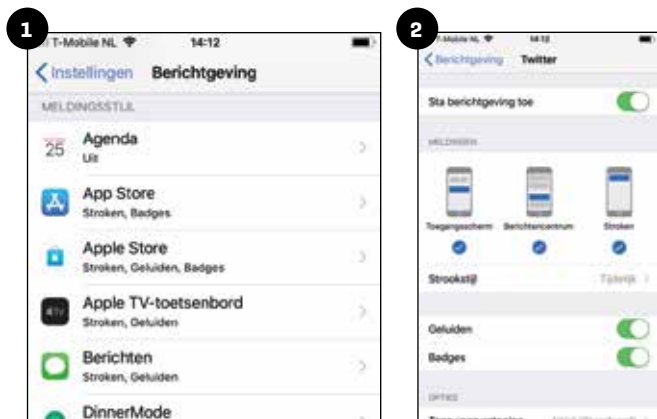 1
T-Mobile NL 14:12
Instellingen Berichtgeving
MELDINGSSTIJL
25
Agenda
Uit
App Store
Stroken, Badges
Apple Store
Stroken, Geluiden, Badges
tv
Apple TV-toetsenbord
Stroken, Geluiden
Berichten
Stroken, Geluiden
DinnerMode
2
T-Mobile NL 14:12
Berichtgeving Twitter
Sta berichtgeving toe
MELDINGEN
Toegangsscherm Berichtencentrum Stroken
Strookstijl Tijdelijk
Geluiden
Badges
OPTIES